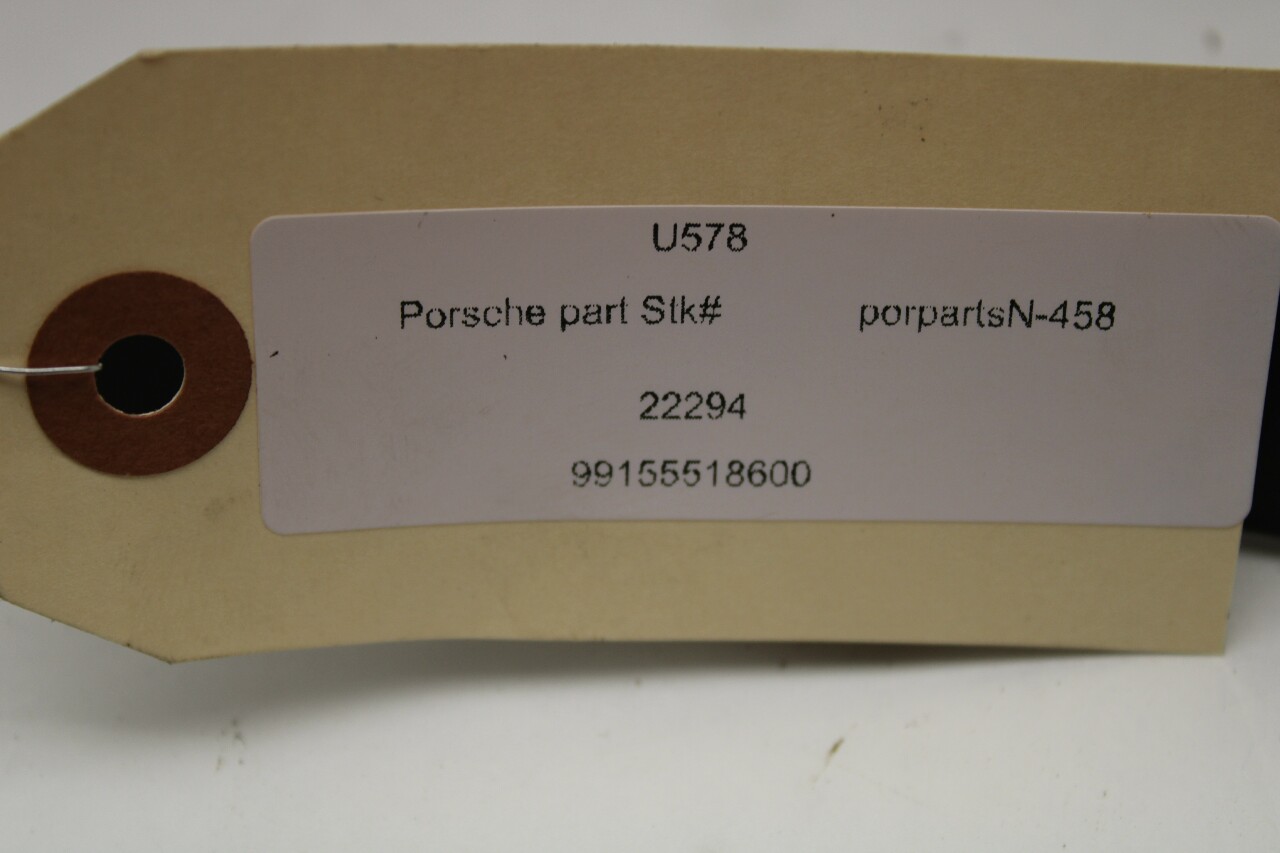 U578
Porsche part Stk# porpartsN-458
22294
99155518600